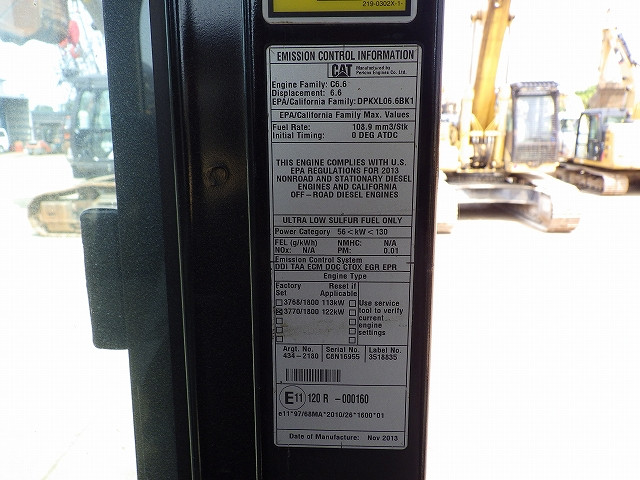 219-0302X-1-
EMISSION CONTROL INFORMATION
CAT Manufactured by
Perkins Engines Co. Ltd.
Engine Family: C6.6
Displacement: 6.6
EPA/California Family: DPKXL06.6BK1
EPA/California Family Max. Values
Fuel Rate: 108.9 mm3/Stk
Initial Timing: 0 DEG ATDC
THIS ENGINE COMPLIES WITH U.S.
EPA REGULATIONS FOR 2013
NONROAD AND STATIONARY DIESEL
ENGINES AND CALIFORNIA
OFF-ROAD DIESEL ENGINES
ULTRA LOW SULFUR FUEL ONLY
Power Category 56<kW<130
FEL (g/kWh) NMHC: N/A
NOx: N/A PM: 0.01
Emission Control System
DDI TAA ECM DOC CTOX EGR EPR
Engine Type
Factory Set Reset if Applicable
3768/1800 113kW
3770/1800 122kW
Use service
tool to verify
current
engine
settings
Argt. No. Serial No. Label No.
434-2180 C8N16955 3518835
E11 120 R -000160
e11*97/68MA*2010/26*1600*01
Date of Manufacture: Nov 2013